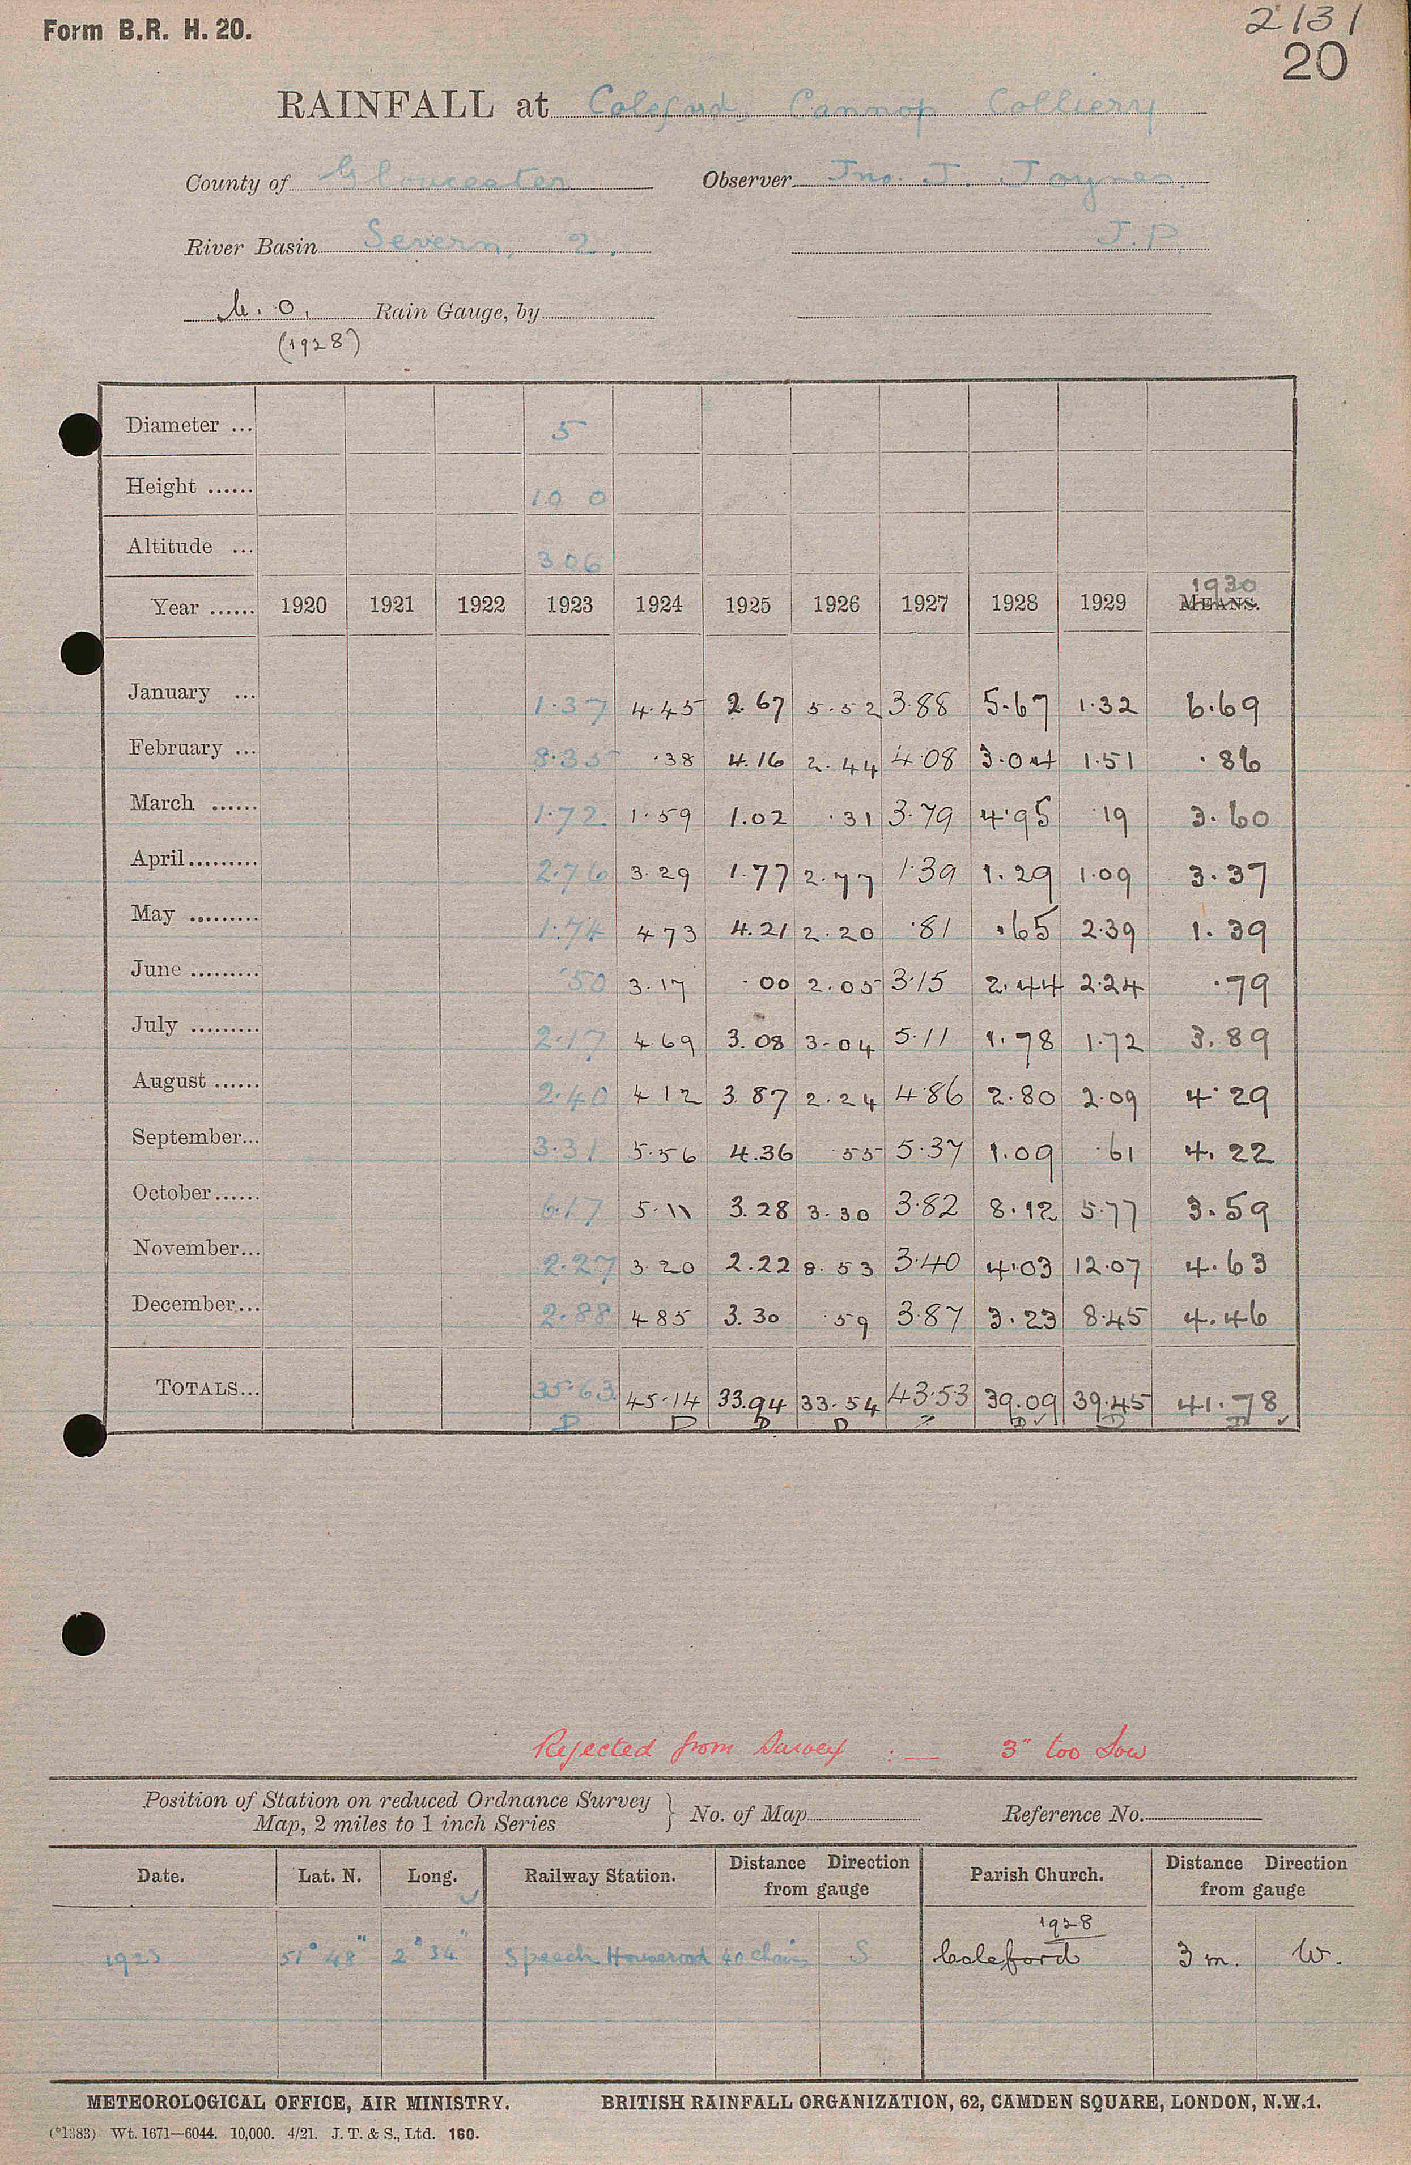 Form B.R. H. 20.
2131
20
RAINFALL at Coleford, Cannop Colliery
County of Gloucester Observer Jno. J. Joynes.
River Basin Severn, 2. J.P.
M.O. Rain Gauge, by
(1928)
Diameter ... 5
Height ...... 1.0 0
Altitude ... 306
1930
Year ...... 1920 1921 1922 1923 1924 1925 1926 1927 1928 1929 MEANS.
January ... 1.37 4.45 2.67 5.52 3.88 5.67 1.32 6.69
February ... 8.35 .38 4.16 2.44 4.08 3.04 1.51 .86
March ...... 1.72 1.59 1.02 .31 3.79 4.95 .19 3.60
April ......... 2.76 3.29 1.77 2.77 1.39 1.29 1.09 3.37
May ......... 1.74 4 73 4.21 2.20 .81 .65 2.39 1.39
June ......... .50 3.17 .00 2.05 3.15 2.44 2.24 .79
July ......... 2.17 4.69 3.08 3.04 5.11 1.78 1.72 3.89
August ...... 2.40 4 12 3.87 2.24 4.86 2.80 2.09 4.29
September... 3.31 5.56 4.36 .55 5.37 1.09 .61 4.22
October ...... 6.17 5.11 3.28 3.30 3.82 8.12 5.77 3.59
November... 2.27 3.20 2.22 8.53 3.40 4.03 12.07 4.63
December... 2.88 4 85 3.30 .59 3.87 3.23 8.45 4.46
TOTALS... 35.63 45.14 33.94 33.54 43.53 39.09 39.45 41.78
D D D D D D D
Rejected from Survey :— 3" too low
Position of Station on reduced Ordnance Survey
Map, 2 miles to 1 inch Series } No. of Map Reference No.
Date. Lat. N. Long. Railway Station. Distance Direction from gauge Parish Church. Distance Direction from gauge
1928
1923 51° 48" 2° 34" Speech House road 40 chains S Coleford 3 m. W.
METEOROLOGICAL OFFICE, AIR MINISTRY. BRITISH RAINFALL ORGANIZATION, 62, CAMDEN SQUARE, LONDON, N.W.1.
(*1383) Wt. 1671—6044. 10,000. 4/21. J. T. & S., Ltd. 160.